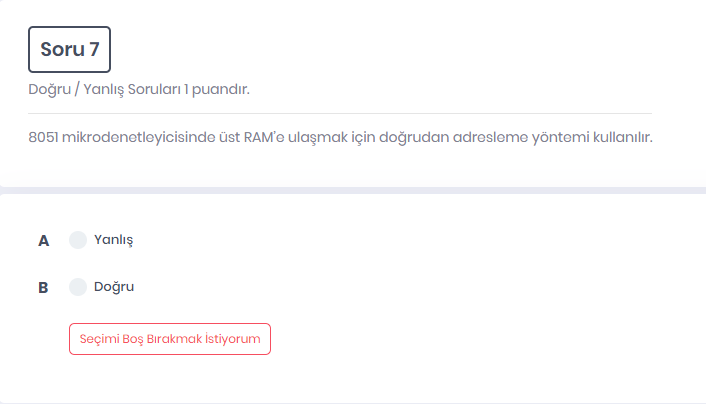 Soru 7
Doğru / Yanlış Soruları 1 puandır.
8051 mikrodenetleyicisinde üst RAM'e ulaşmak için doğrudan adresleme yöntemi kullanılır.
A Yanlış
B Doğru
Seçimi Boş Bırakmak İstiyorum